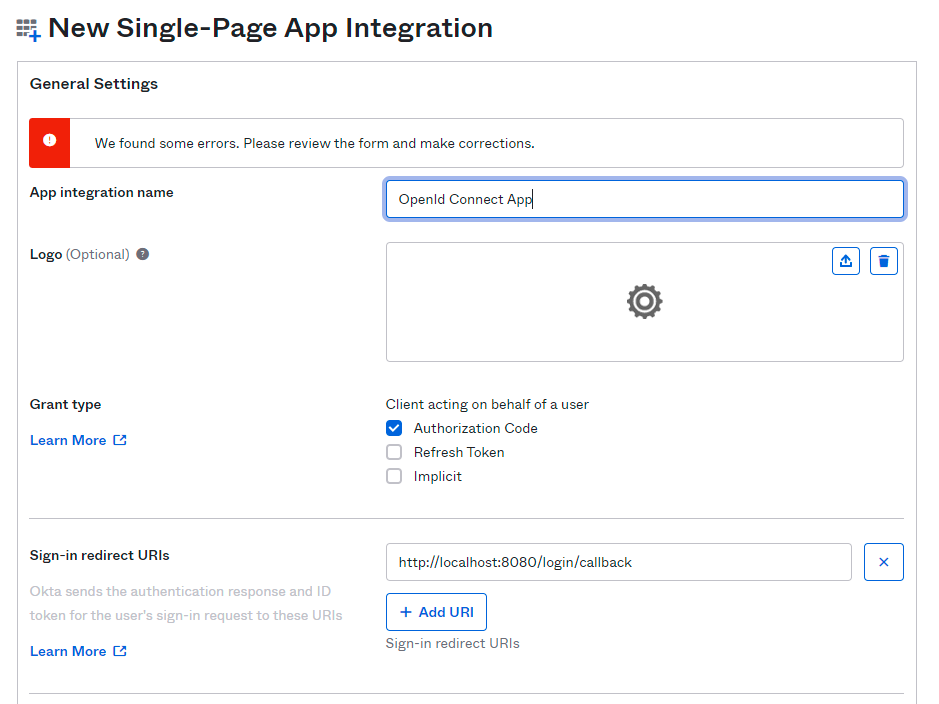 New Single-Page App Integration
General Settings
We found some errors. Please review the form and make corrections.
App integration name
OpenId Connect App
Logo (Optional)
Grant type
Learn More
Client acting on behalf of a user
Authorization Code
Refresh Token
Implicit
Sign-in redirect URIs
Okta sends the authentication response and ID
token for the user's sign-in request to these URIs
Learn More
http://localhost:8080/login/callback
+ Add URI
Sign-in redirect URIs